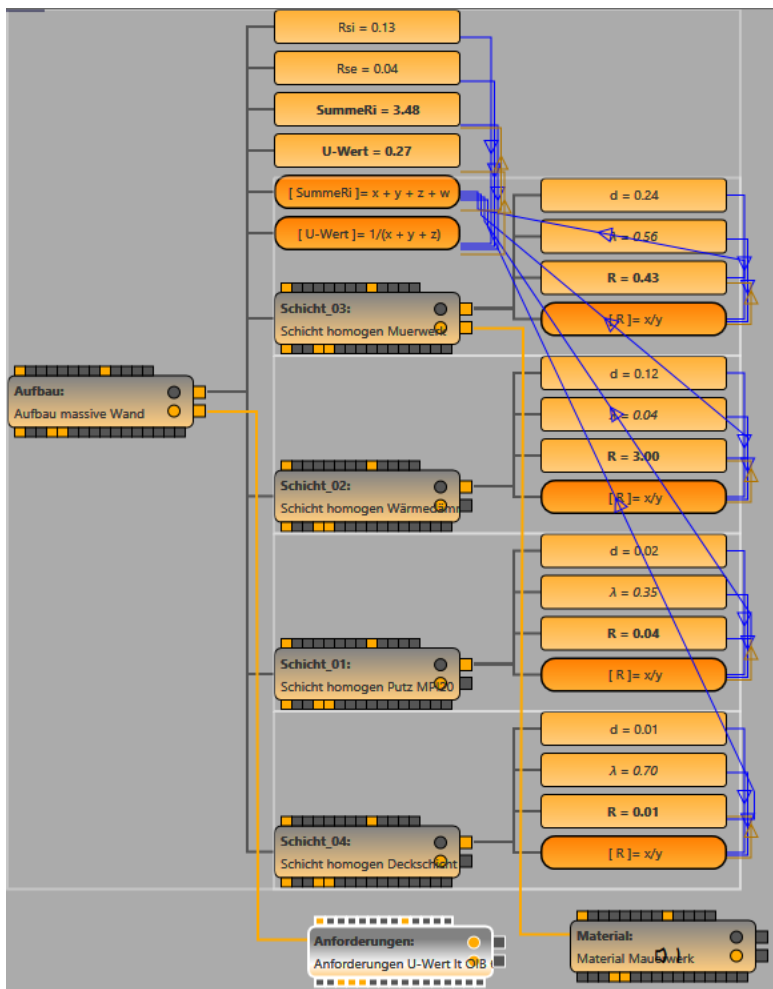 Rsi = 0.13
Rse = 0.04
SummeRi = 3.48
U-Wert = 0.27
[ SummeRi ]= x + y + z + w
[ U-Wert ]= 1/(x + y + z)
d = 0.24
= 0.56
R = 0.43
[ R ]= x/y
Schicht_03:
Schicht homogen Muerwerk
d = 0.12
= 0.04
R = 3.00
[ R ]= x/y
Aufbau:
Aufbau massive Wand
Schicht_02:
Schicht homogen Wärmedäm
d = 0.02
λ = 0.35
R = 0.04
[ R ]= x/y
Schicht_01:
Schicht homogen Putz MP 20
d = 0.01
λ = 0.70
R = 0.01
[ R ]= x/y
Schicht_04:
Schicht homogen Deckschicht
Anforderungen:
Anforderungen U-Wert lt OIB
Material:
Material Mauerwerk